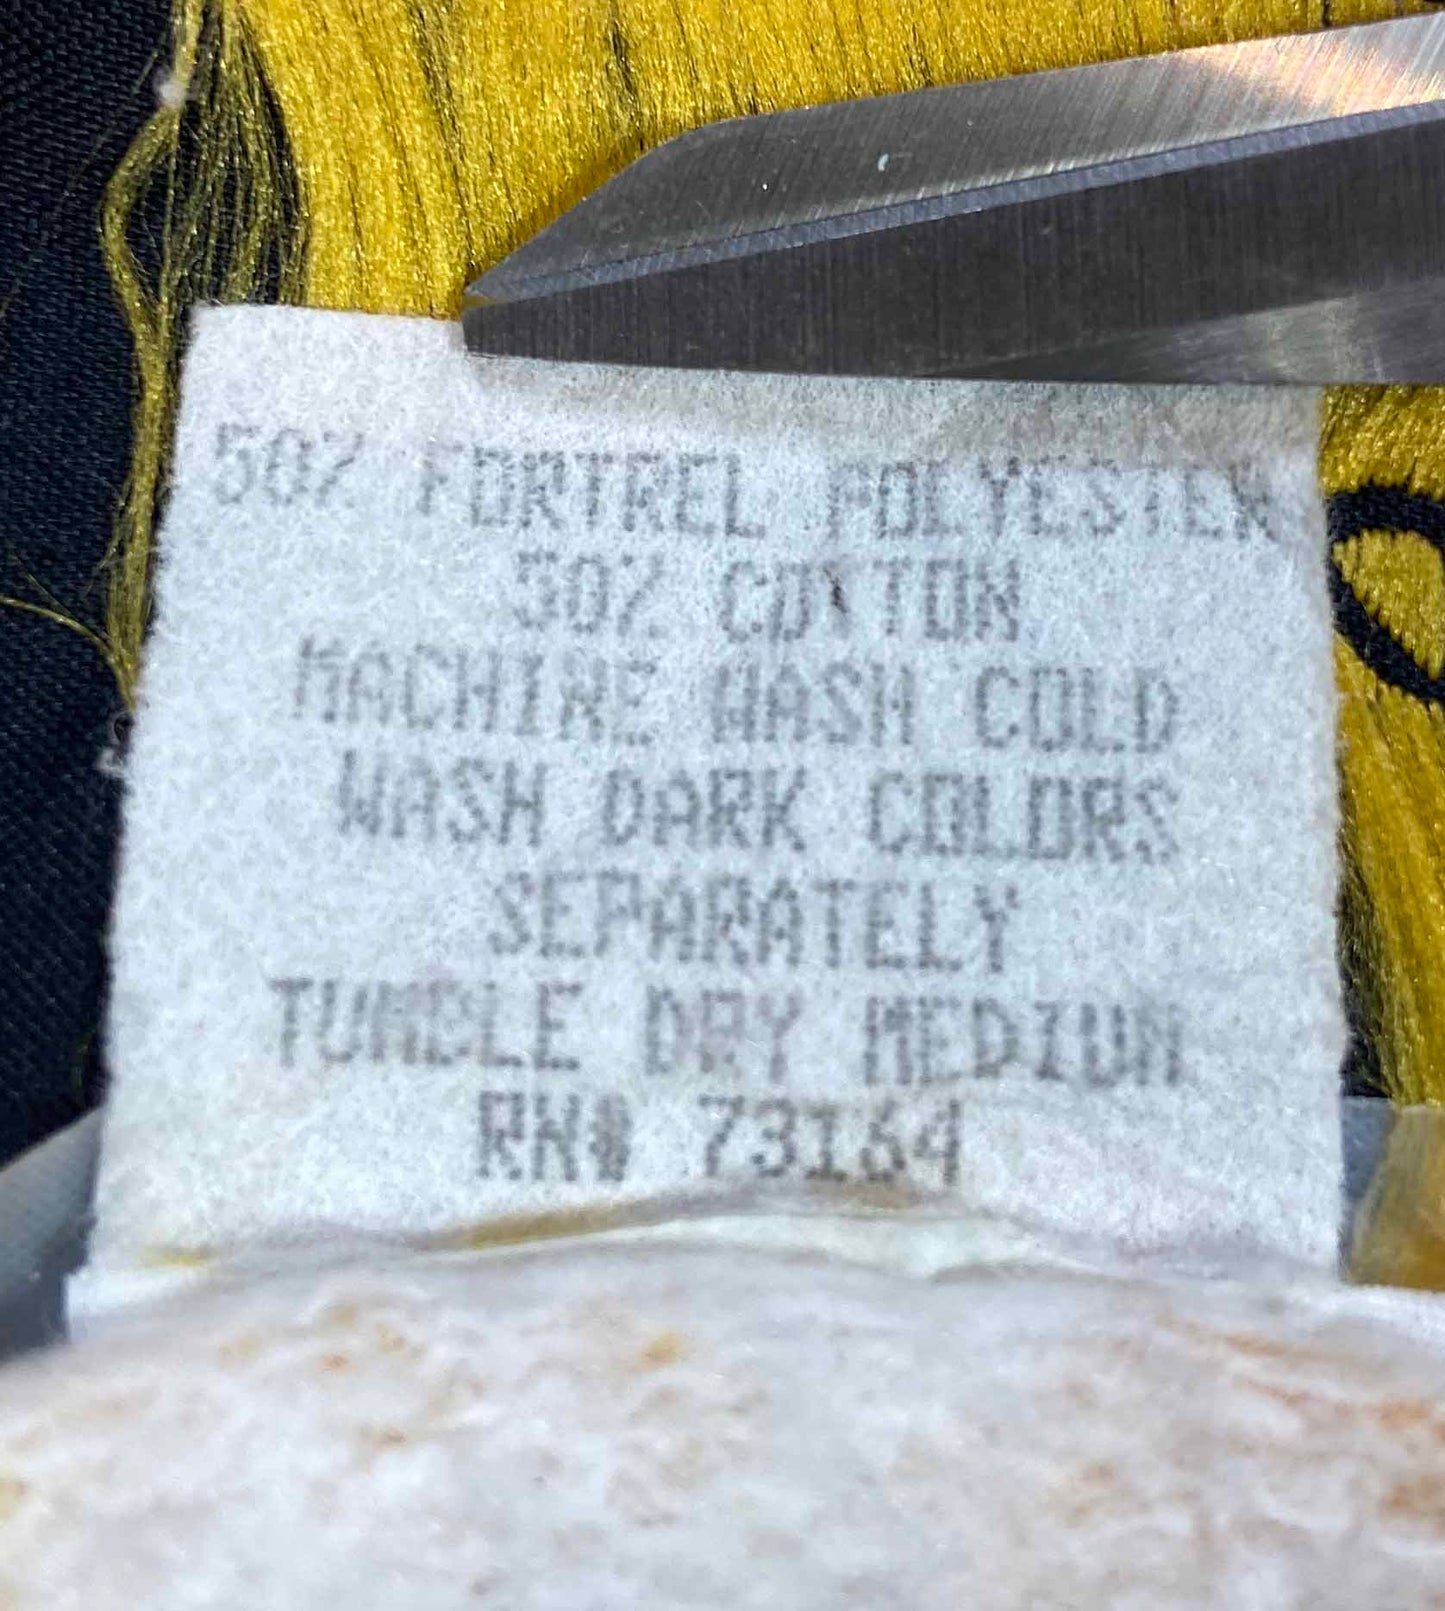 50% FORTREL POLYESTER
50% COTTON
MACHINE WASH COLD
WASH DARK COLORS
SEPARATELY
TUMBLE DRY MEDIUM
RN# 73164